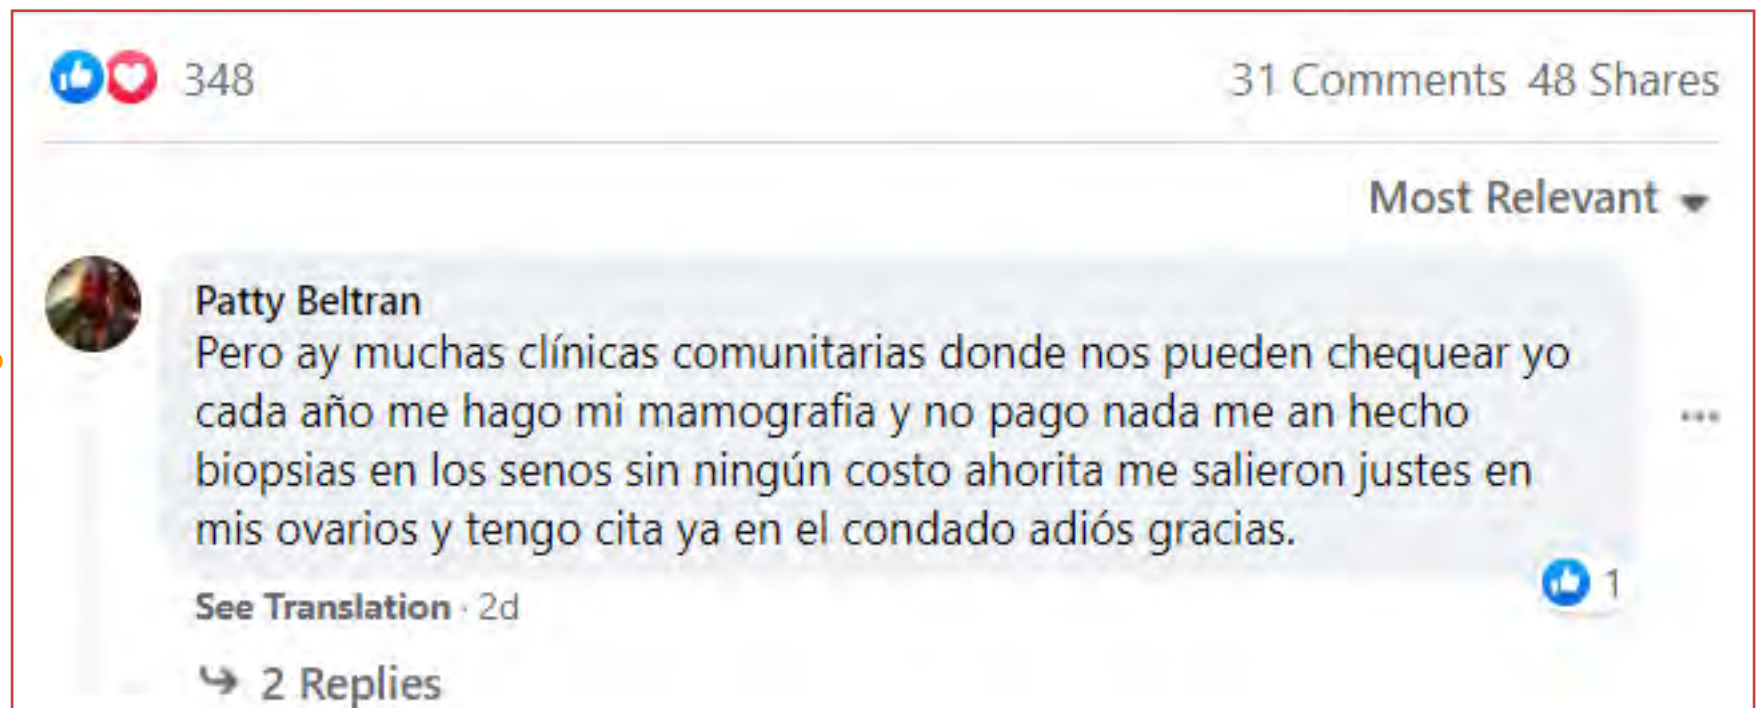 348
31 Comments 48 Shares
Most Relevant
Patty Beltran
Pero ay muchas clínicas comunitarias donde nos pueden chequear yo
cada año me hago mi mamografia y no pago nada me an hecho
biopsias en los senos sin ningún costo ahorita me salieron justes en
mis ovarios y tengo cita ya en el condado adiós gracias.
1
See Translation · 2d
2 Replies